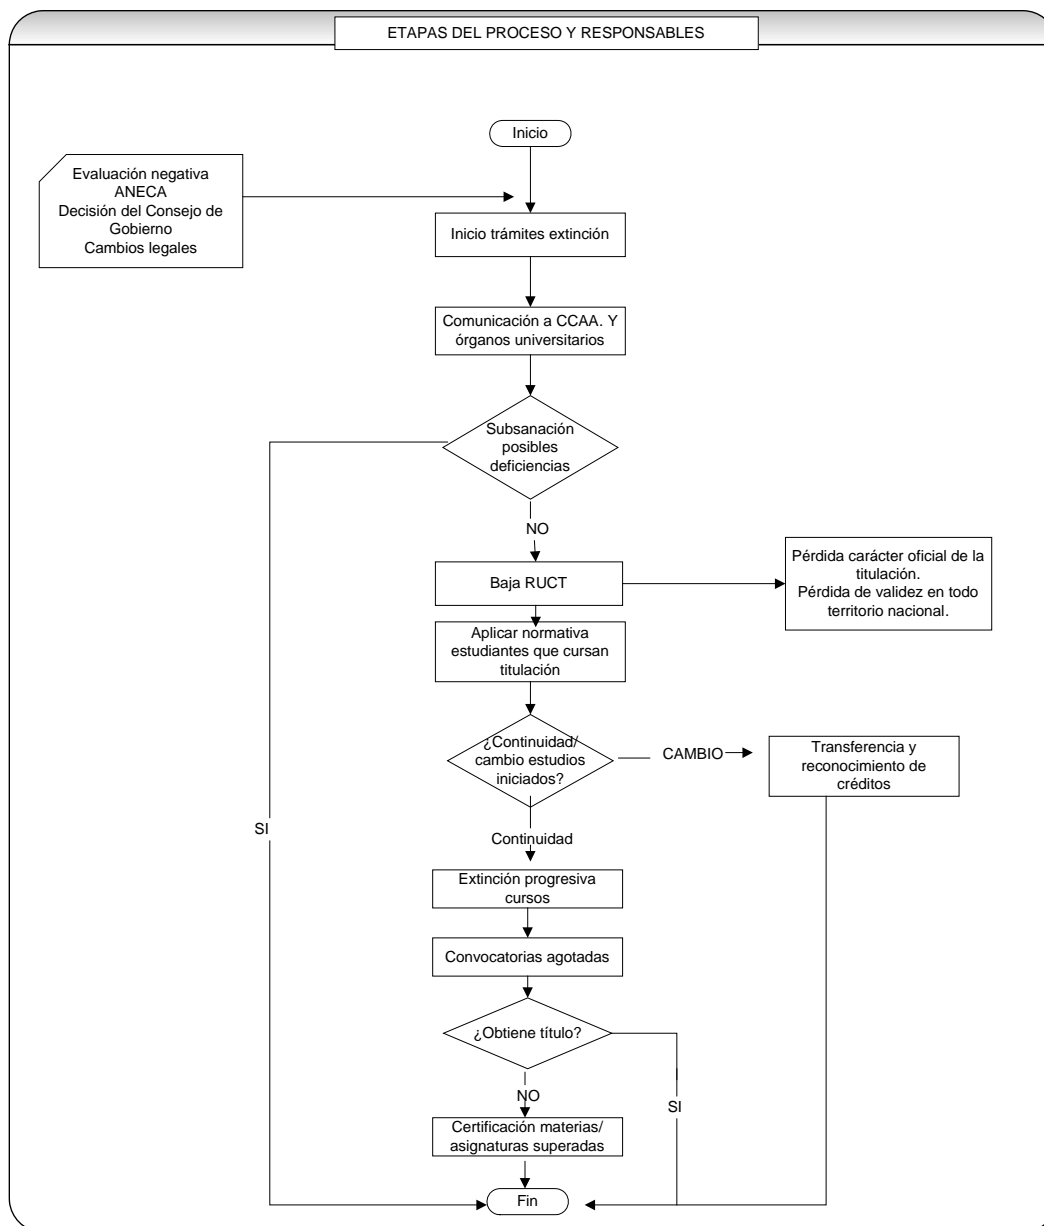 ETAPAS DEL PROCESO Y RESPONSABLES
Inicio
Evaluación negativa
ANECA
Decisión del Consejo de
Gobierno
Cambios legales
Inicio trámites extinción
Comunicación a CCAA. Y
órganos universitarios
Subsanación
posibles
deficiencias
NO
Baja RUCT
Pérdida carácter oficial de la
titulación.
Pérdida de validez en todo
territorio nacional.
Aplicar normativa
estudiantes que cursan
titulación
¿Continuidad/
cambio estudios
iniciados?
CAMBIO
Transferencia y
reconocimiento de
créditos
SI
Continuidad
Extinción progresiva
cursos
Convocatorias agotadas
¿Obtiene título?
NO
SI
Certificación materias/
asignaturas superadas
Fin